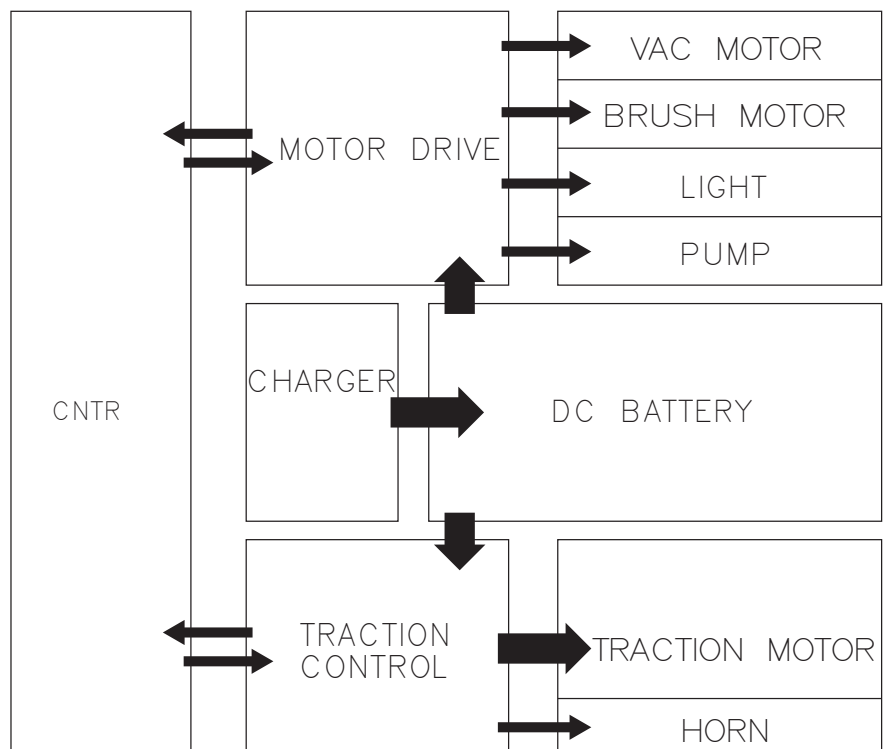 VAC MOTOR
BRUSH MOTOR
MOTOR DRIVE
LIGHT
PUMP
CHARGER
CNTR
DC BATTERY
TRACTION
CONTROL
TRACTION MOTOR
HORN